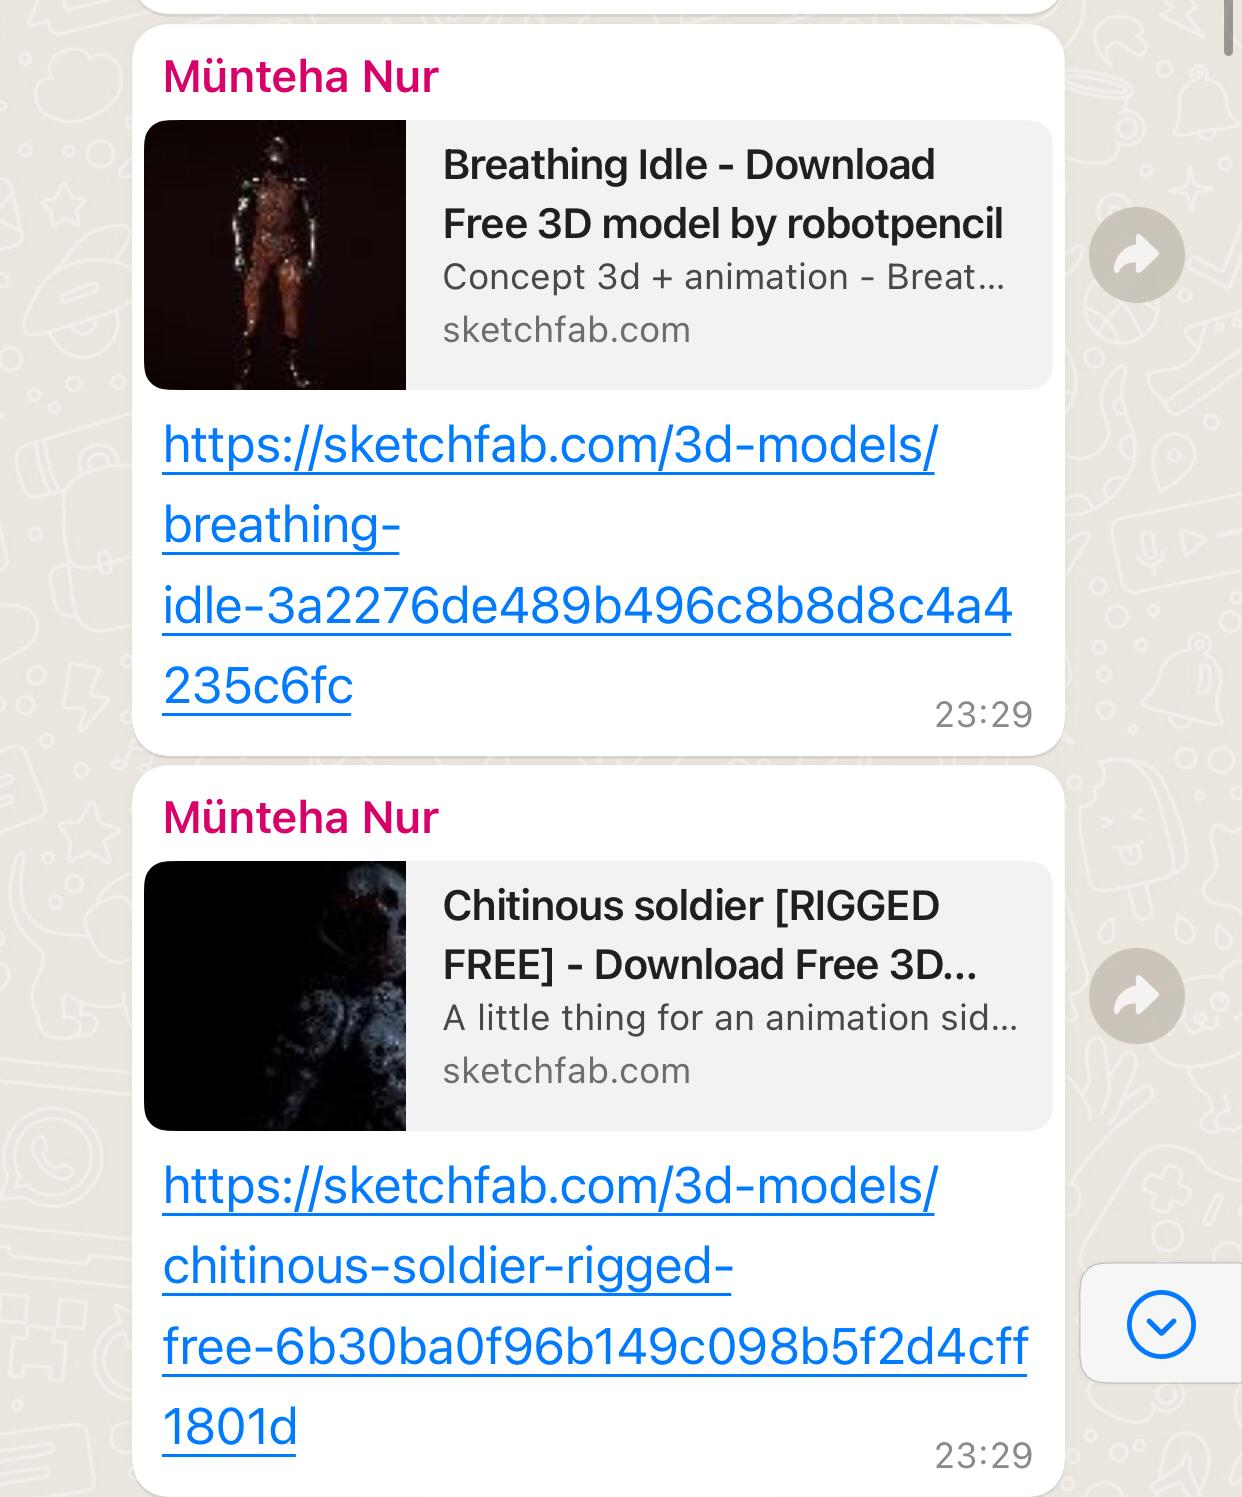 Münteha Nur
Breathing Idle - Download
Free 3D model by robotpencil
Concept 3d + animation - Breat...
sketchfab.com
https://sketchfab.com/3d-models/
breathing-
idle-3a2276de489b496c8b8d8c4a4
235c6fc
23:29
Münteha Nur
Chitinous soldier [RIGGED
FREE] - Download Free 3D...
A little thing for an animation sid...
sketchfab.com
https://sketchfab.com/3d-models/
chitinous-soldier-rigged-
free-6b30ba0f96b149c098b5f2d4cff
1801d
23:29